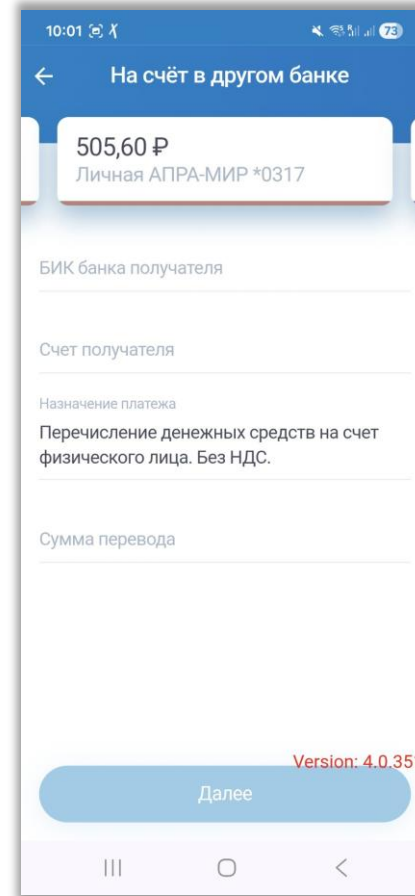 10:01
73
На счёт в другом банке
505,60 ₽
Личная АПРА-МИР *0317
БИК банка получателя
Счет получателя
Назначение платежа
Перечисление денежных средств на счет
физического лица. Без НДС.
Сумма перевода
Version: 4.0.35
Далее